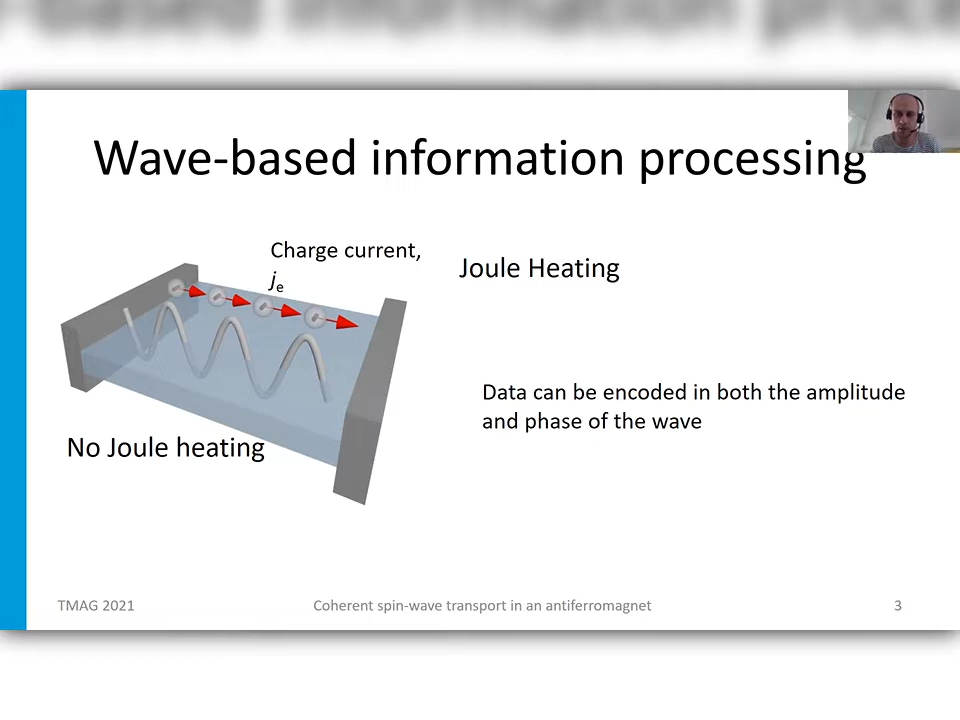 Wave-based information processing
Charge current,
je
Joule Heating
Data can be encoded in both the amplitude
and phase of the wave
No Joule heating
TMAG 2021
Coherent spin-wave transport in an antiferromagnet
3